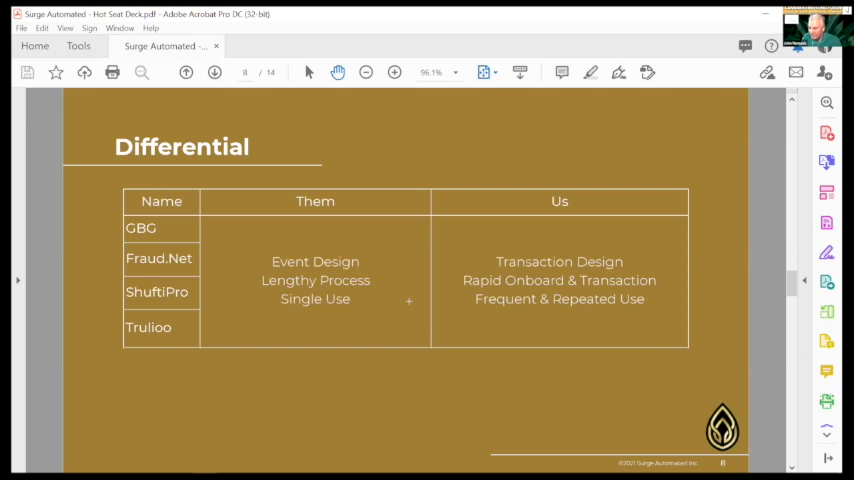 Surge Automated - Hot Seat Deck.pdf - Adobe Acrobat Pro DC (32-bit)
File Edit View Sign Window Help
Home Tools Surge Automated -... ×
8 / 14 96.1%
Differential
Name Them Us
GBG
Fraud.Net
ShuftiPro
Trulioo
Event Design
Lengthy Process
Single Use
Transaction Design
Rapid Onboard & Transaction
Frequent & Repeated Use
©2021 Surge Automated Inc. 6